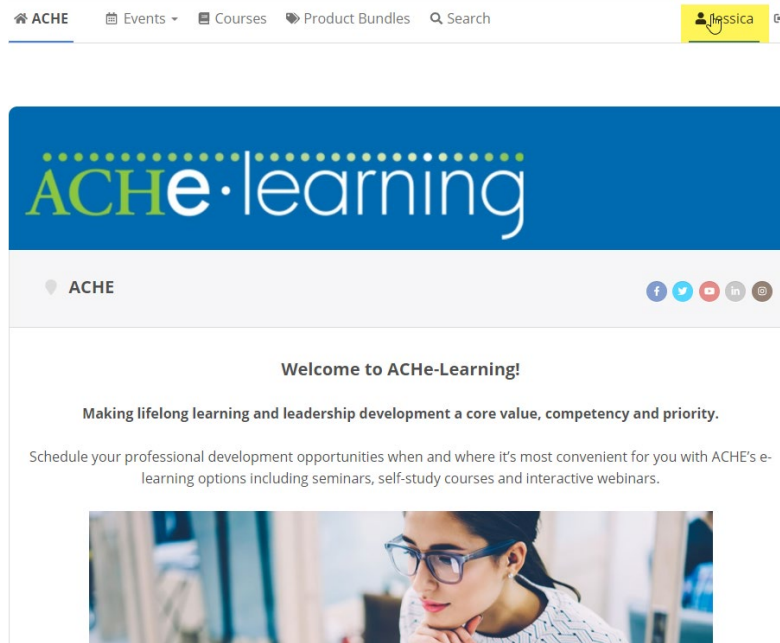 ACHE Events Courses Product Bundles Search Jessica
ACHe·learning
ACHE
Welcome to ACHe-Learning!
Making lifelong learning and leadership development a core value, competency and priority.
Schedule your professional development opportunities when and where it’s most convenient for you with ACHE’s e-
learning options including seminars, self-study courses and interactive webinars.